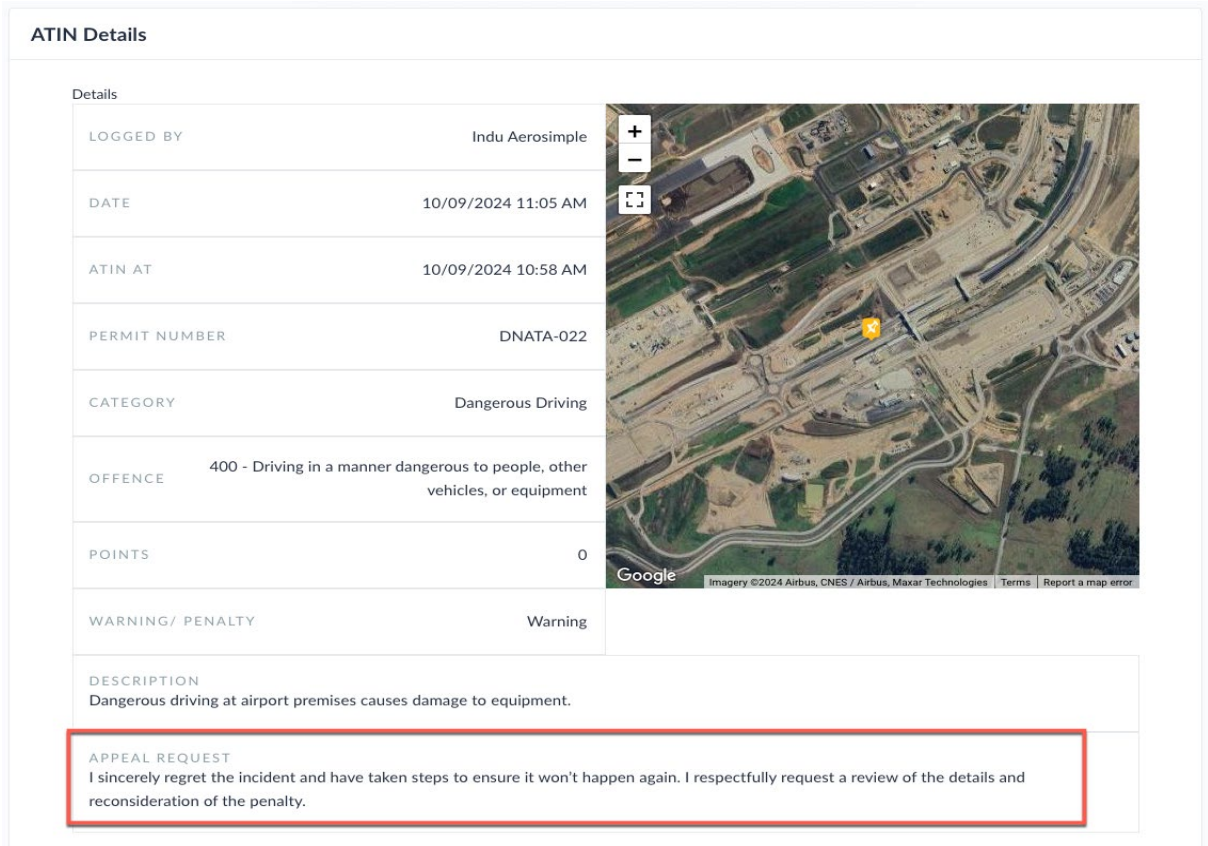 ATIN Details
Details
LOGGED BY Indu Aerosimple
DATE 10/09/2024 11:05 AM
ATIN AT 10/09/2024 10:58 AM
PERMIT NUMBER DNATA-022
CATEGORY Dangerous Driving
OFFENCE 400 - Driving in a manner dangerous to people, other
vehicles, or equipment
POINTS 0
WARNING/ PENALTY Warning
+
−
Google
Imagery ©2024 Airbus, CNES / Airbus, Maxar Technologies Terms Report a map error
DESCRIPTION
Dangerous driving at airport premises causes damage to equipment.
APPEAL REQUEST
I sincerely regret the incident and have taken steps to ensure it won't happen again. I respectfully request a review of the details and
reconsideration of the penalty.